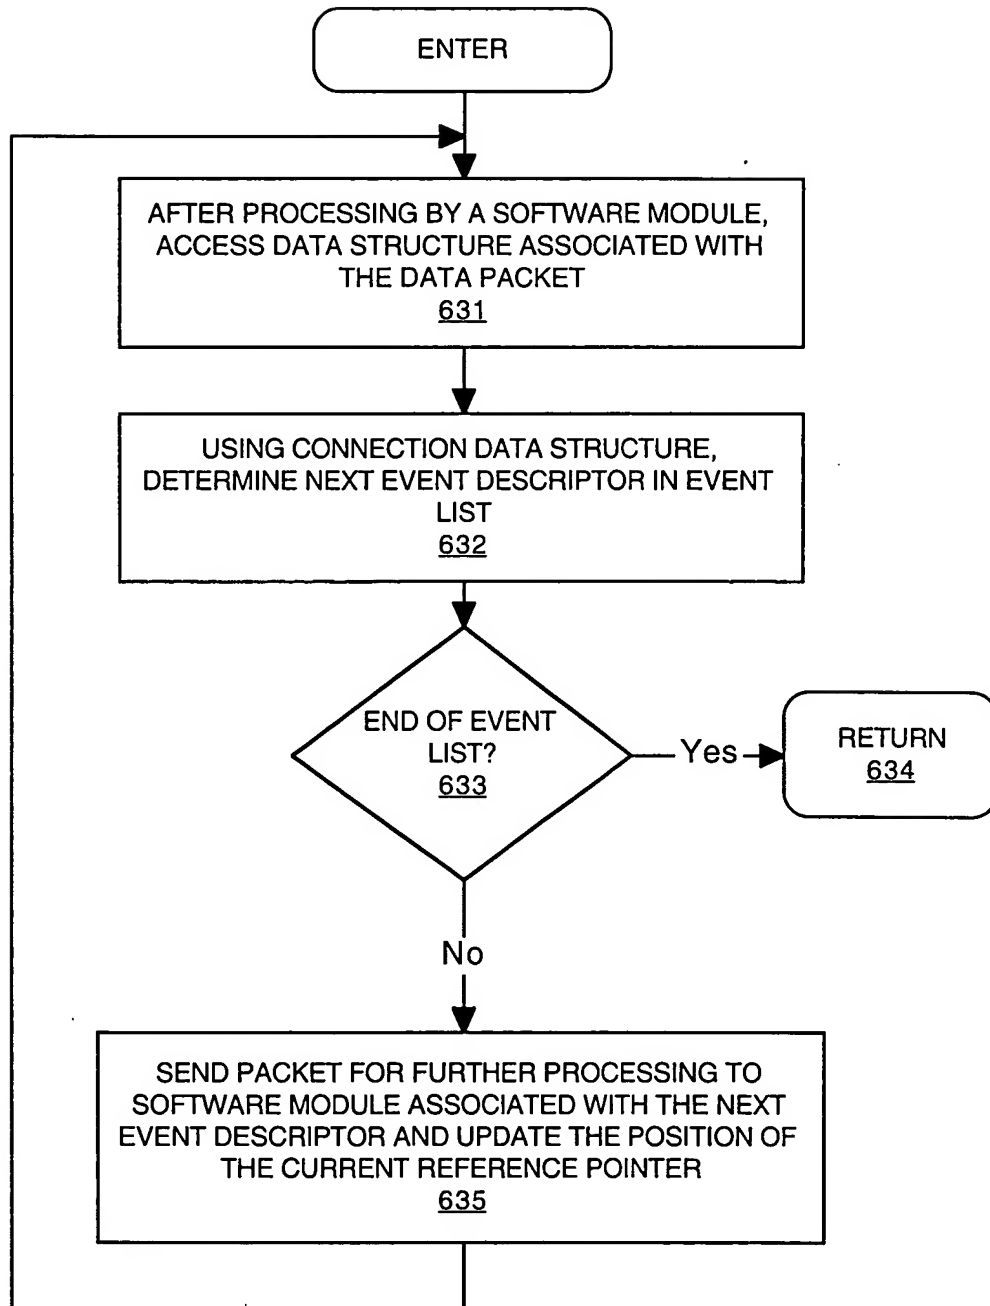 ENTER
AFTER PROCESSING BY A SOFTWARE MODULE,
ACCESS DATA STRUCTURE ASSOCIATED WITH
THE DATA PACKET
631
USING CONNECTION DATA STRUCTURE,
DETERMINE NEXT EVENT DESCRIPTOR IN EVENT
LIST
632
END OF EVENT
LIST?
633
Yes
RETURN
634
No
SEND PACKET FOR FURTHER PROCESSING TO
SOFTWARE MODULE ASSOCIATED WITH THE NEXT
EVENT DESCRIPTOR AND UPDATE THE POSITION OF
THE CURRENT REFERENCE POINTER
635